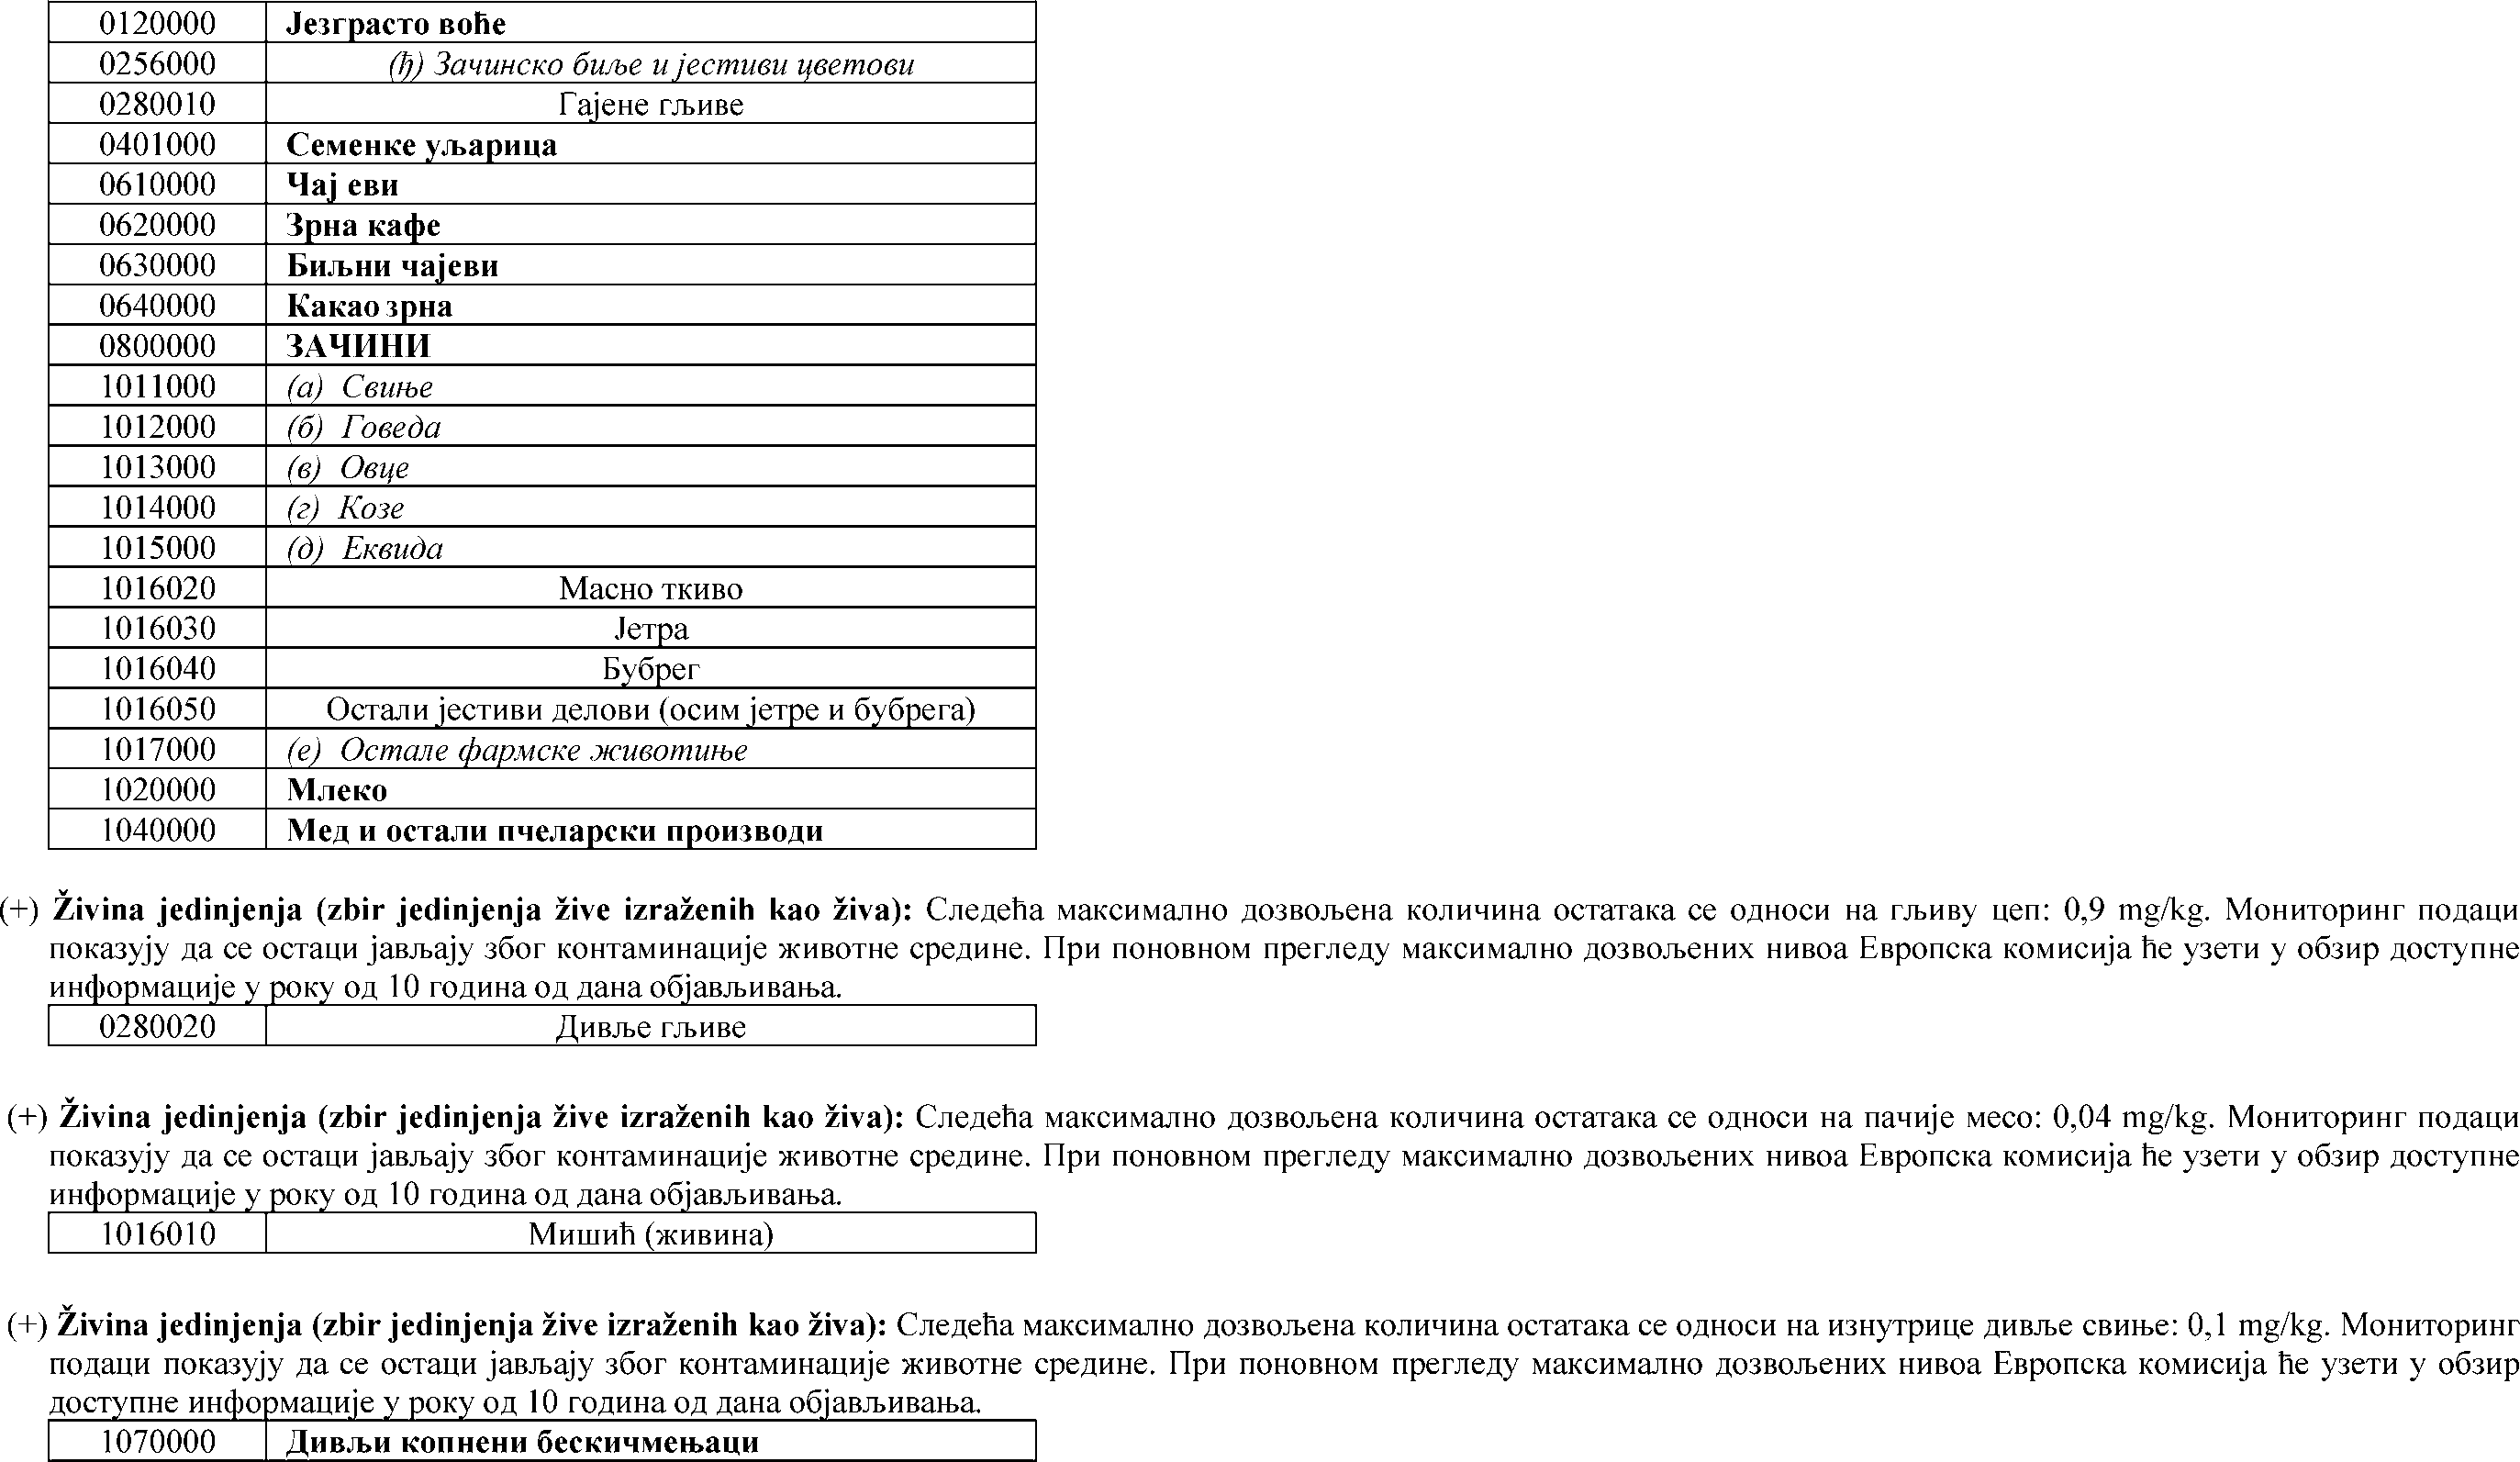 0120000 Језграсто воће
0256000 (ђ) Зачинско биље и јестиви цветови
0280010 Гајене гљиве
0401000 Семенке уљарица
0610000 Чај еви
0620000 Зрна кафе
0630000 Биљни чајеви
0640000 Какао зрна
0800000 ЗАЧИНИ
1011000 (а) Свиње
1012000 (б) Говеда
1013000 (в) Овце
1014000 (г) Козе
1015000 (д) Еквида
1016020 Масно ткиво
1016030 Јетра
1016040 Бубрег
1016050 Остали јестиви делови (осим јетре и бубрега)
1017000 (е) Остале фармске животиње
1020000 Млеко
1040000 Мед и остали пчеларски производи
(+) Živina jedinjenja (zbir jedinjenja žive izraženih kao živa): Следећа максимално дозвољена количина остатака се односи на гљиву цеп: 0,9 mg/kg. Мониторинг подаци
показују да се остаци јављају због контаминације животне средине. При поновном прегледу максимално дозвољених нивоа Европска комисија ће узети у обзир доступне
информације у року од 10 година од дана објављивања.
0280020 Дивље гљиве
(+) Živina jedinjenja (zbir jedinjenja žive izraženih kao živa): Следећа максимално дозвољена количина остатака се односи на пачије месо: 0,04 mg/kg. Мониторинг подаци
показују да се остаци јављају због контаминације животне средине. При поновном прегледу максимално дозвољених нивоа Европска комисија ће узети у обзир доступне
информације у року од 10 година од дана објављивања.
1016010 Мишић (живина)
(+) Živina jedinjenja (zbir jedinjenja žive izraženih kao živa): Следећа максимално дозвољена количина остатака се односи на изнутрице дивље свиње: 0,1 mg/kg. Мониторинг
подаци показују да се остаци јављају због контаминације животне средине. При поновном прегледу максимално дозвољених нивоа Европска комисија ће узети у обзир
доступне информације у року од 10 година од дана објављивања.
1070000 Дивљи копнени бескичмењаци